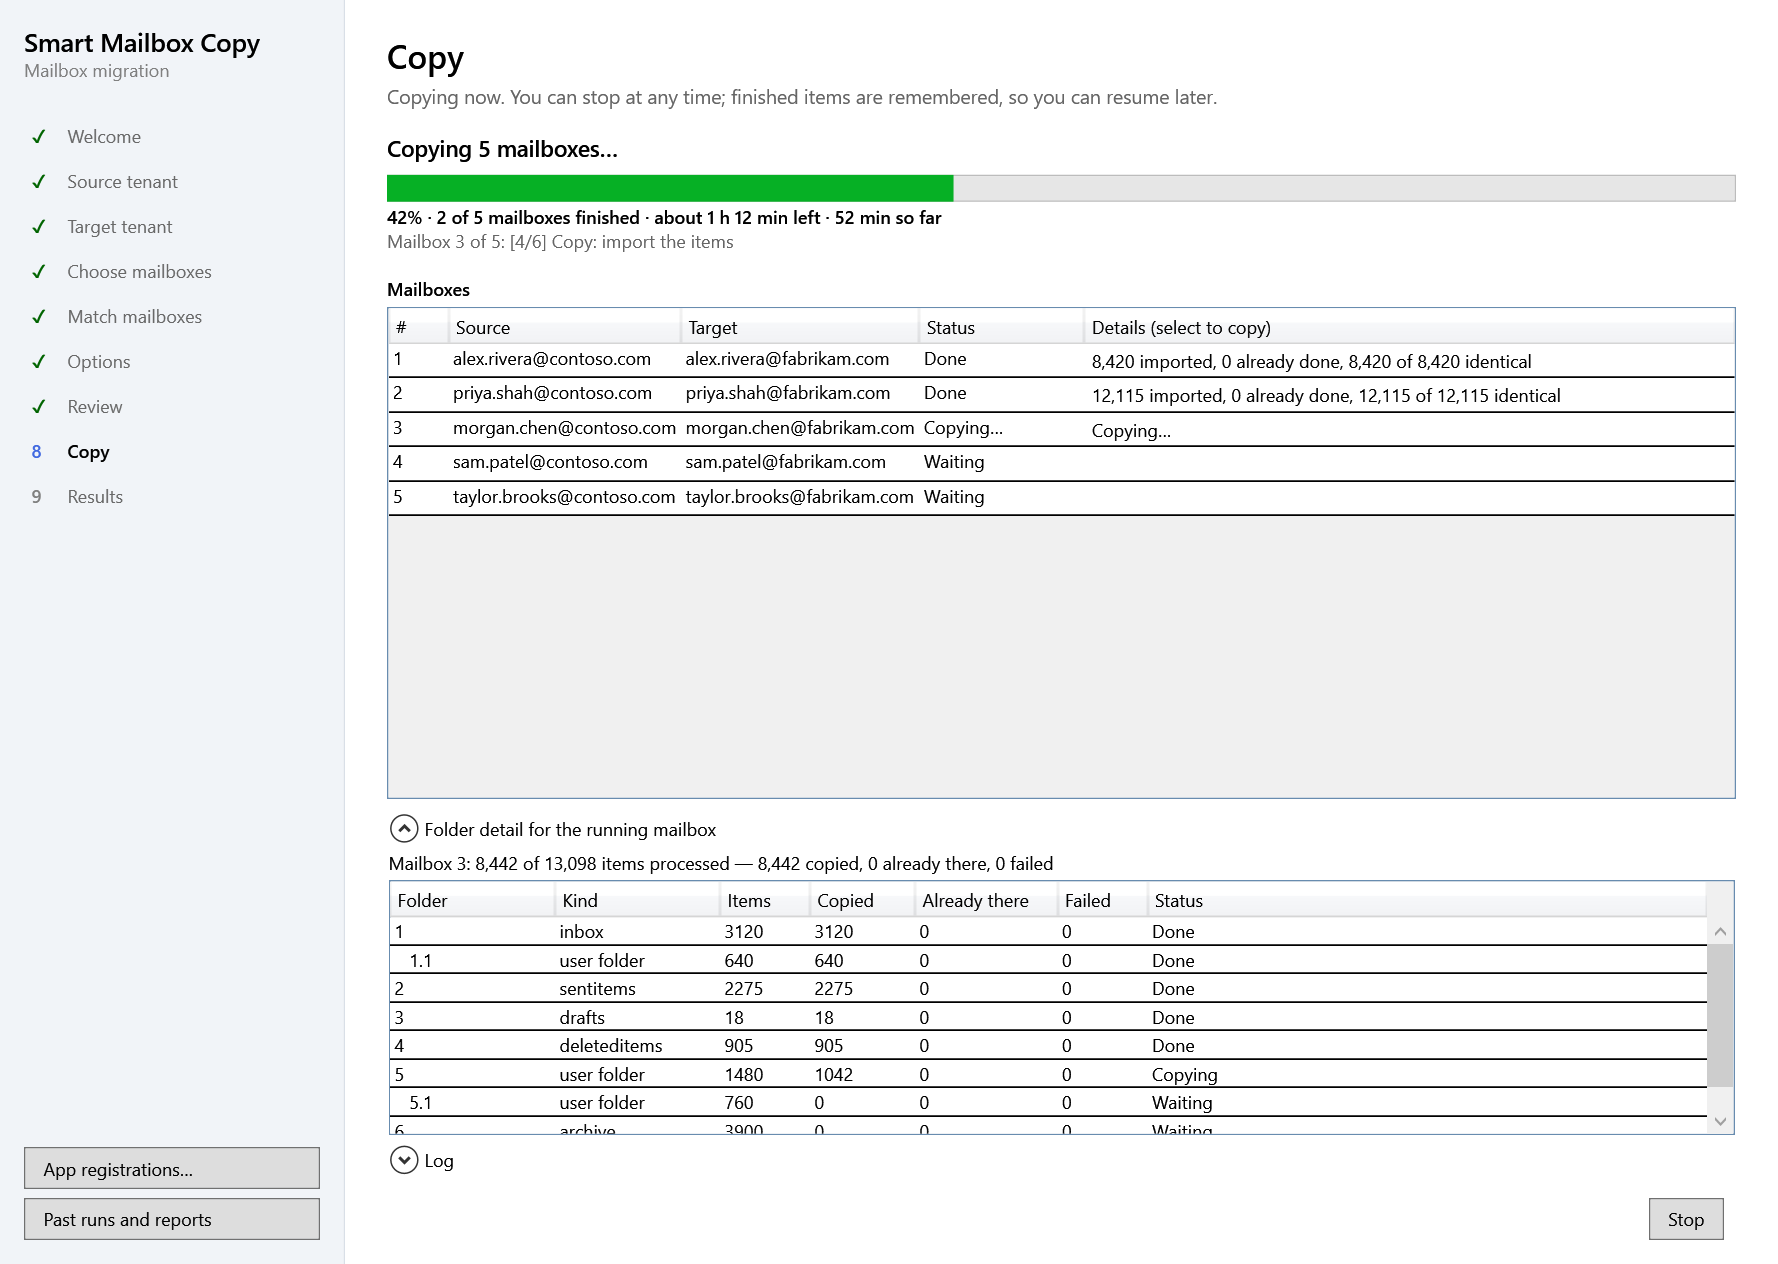 Smart Mailbox Copy
Mailbox migration
✓ Welcome
✓ Source tenant
✓ Target tenant
✓ Choose mailboxes
✓ Match mailboxes
✓ Options
✓ Review
8 Copy
9 Results
App registrations...
Past runs and reports
Copy
Copying now. You can stop at any time; finished items are remembered, so you can resume later.
Copying 5 mailboxes...
42% · 2 of 5 mailboxes finished · about 1 h 12 min left · 52 min so far
Mailbox 3 of 5: [4/6] Copy: import the items
Mailboxes
# Source Target Status Details (select to copy)
1 alex.rivera@contoso.com alex.rivera@fabrikam.com Done 8,420 imported, 0 already done, 8,420 of 8,420 identical
2 priya.shah@contoso.com priya.shah@fabrikam.com Done 12,115 imported, 0 already done, 12,115 of 12,115 identical
3 morgan.chen@contoso.com morgan.chen@fabrikam.com Copying... Copying...
4 sam.patel@contoso.com sam.patel@fabrikam.com Waiting
5 taylor.brooks@contoso.com taylor.brooks@fabrikam.com Waiting
Folder detail for the running mailbox
Mailbox 3: 8,442 of 13,098 items processed — 8,442 copied, 0 already there, 0 failed
Folder Kind Items Copied Already there Failed Status
1 inbox 3120 3120 0 0 Done
1.1 user folder 640 640 0 0 Done
2 sentitems 2275 2275 0 0 Done
3 drafts 18 18 0 0 Done
4 deleteditems 905 905 0 0 Done
5 user folder 1480 1042 0 0 Copying
5.1 user folder 760 0 0 0 Waiting
6 archive 3900 0 0 0 Waiting
Log
Stop